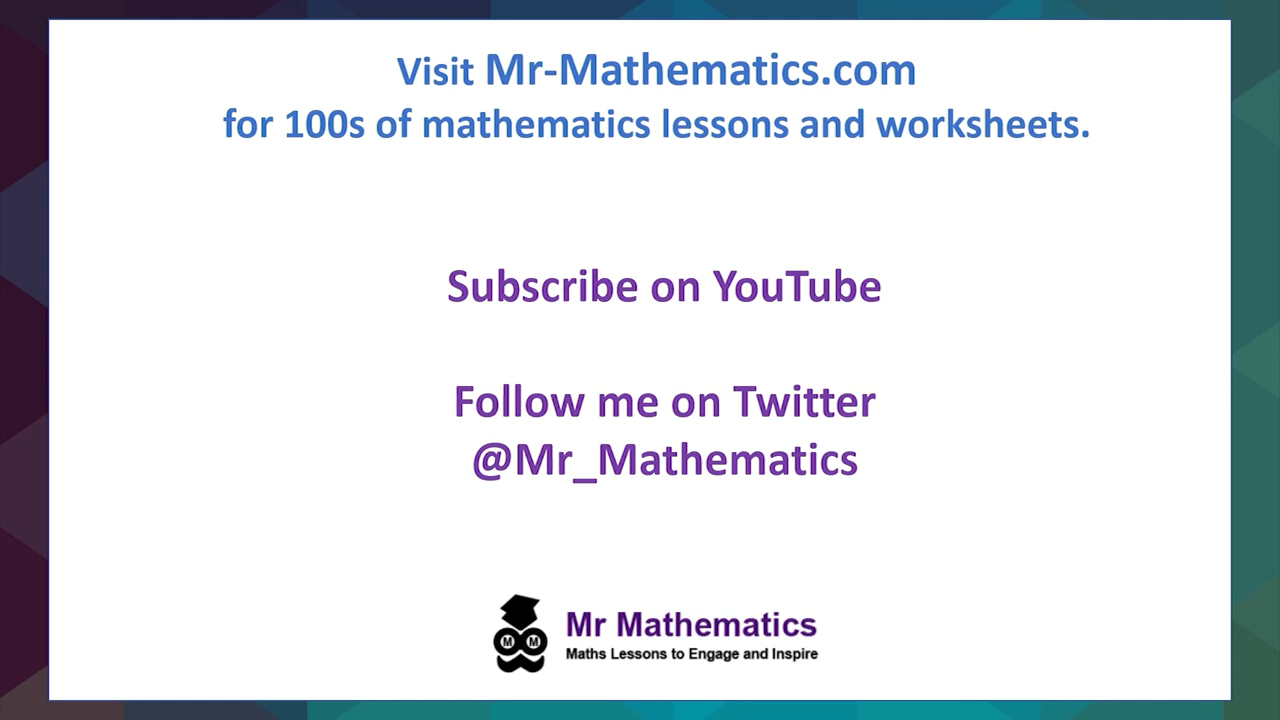 Visit Mr-Mathematics.com
for 100s of mathematics lessons and worksheets.
Subscribe on YouTube
Follow me on Twitter
@Mr_Mathematics
M M
Mr Mathematics
Maths Lessons to Engage and Inspire